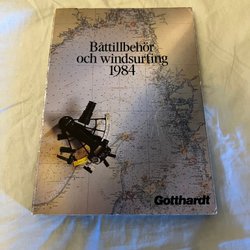 Båttillbehör
och windsurfing
1984
Gotthardt